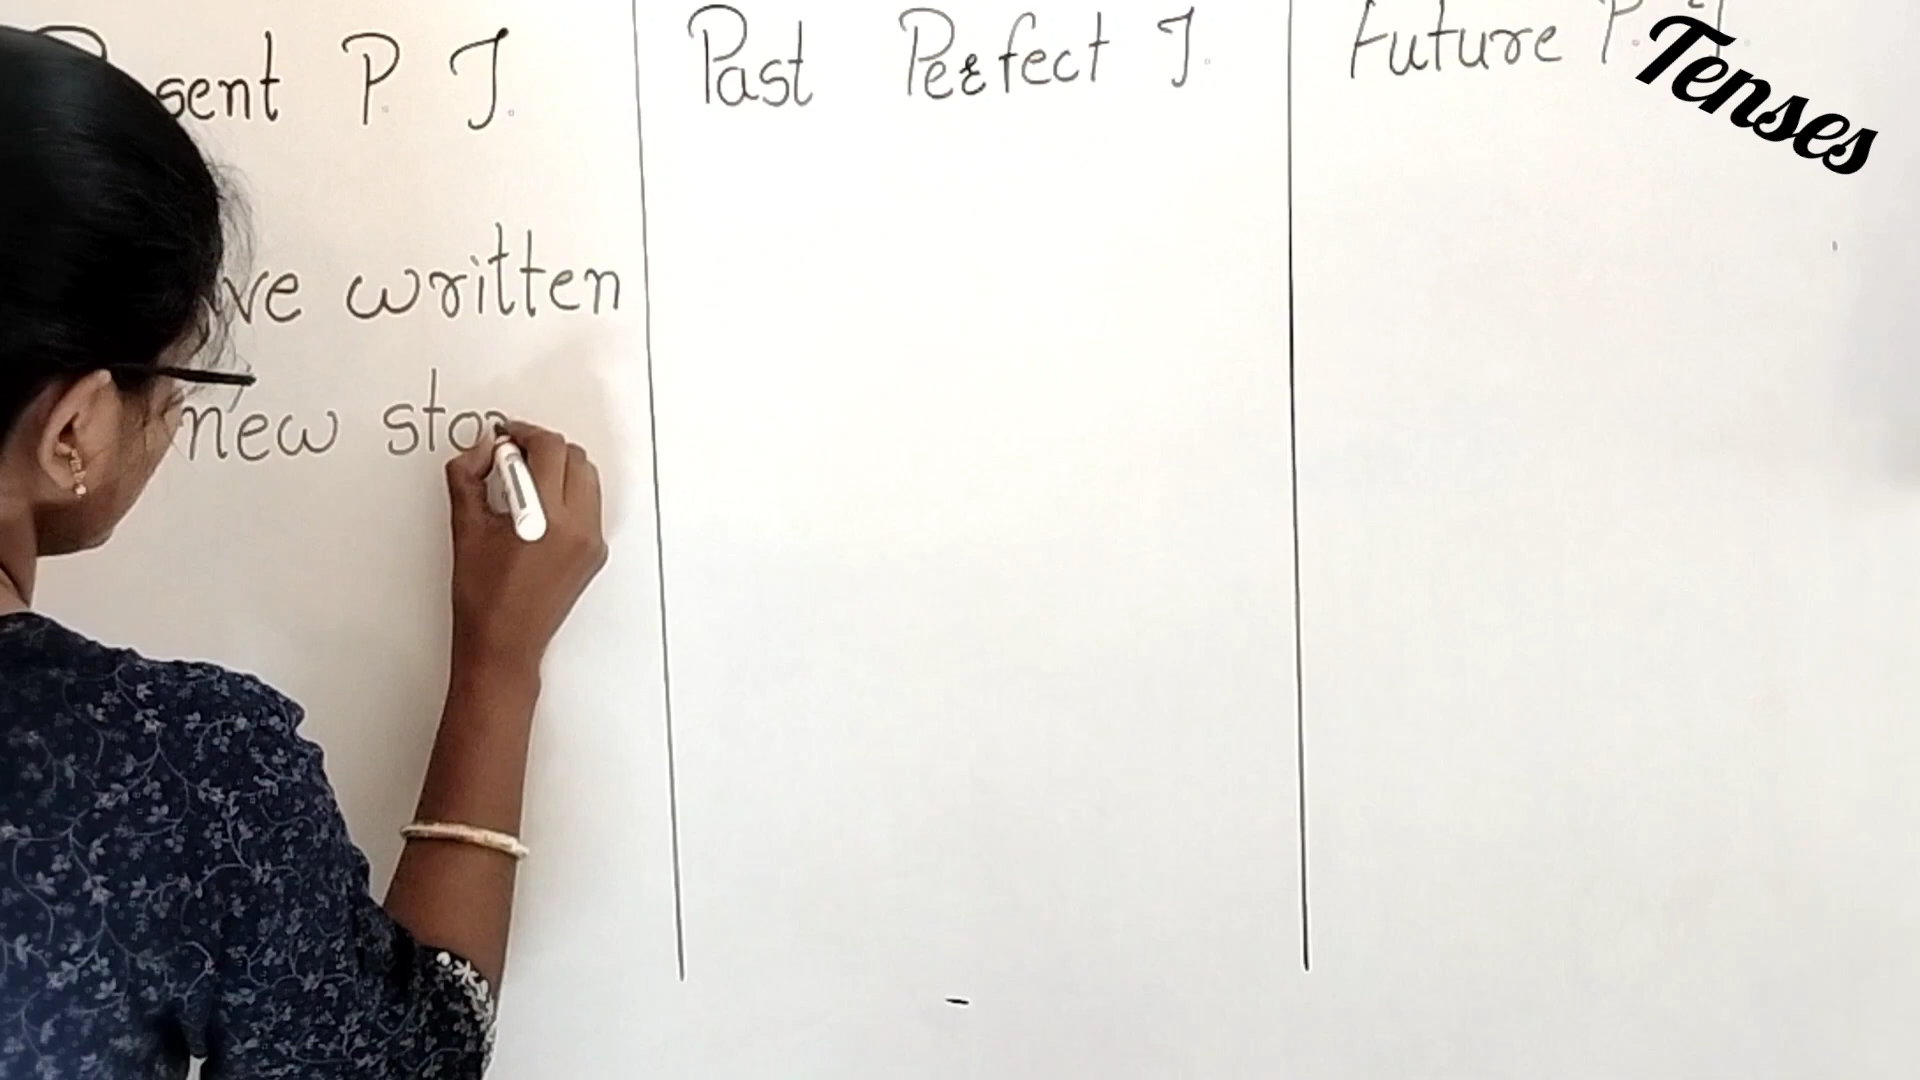 sent P. T. Past Perfect T. Future P.
Tenses
ve written
new sto